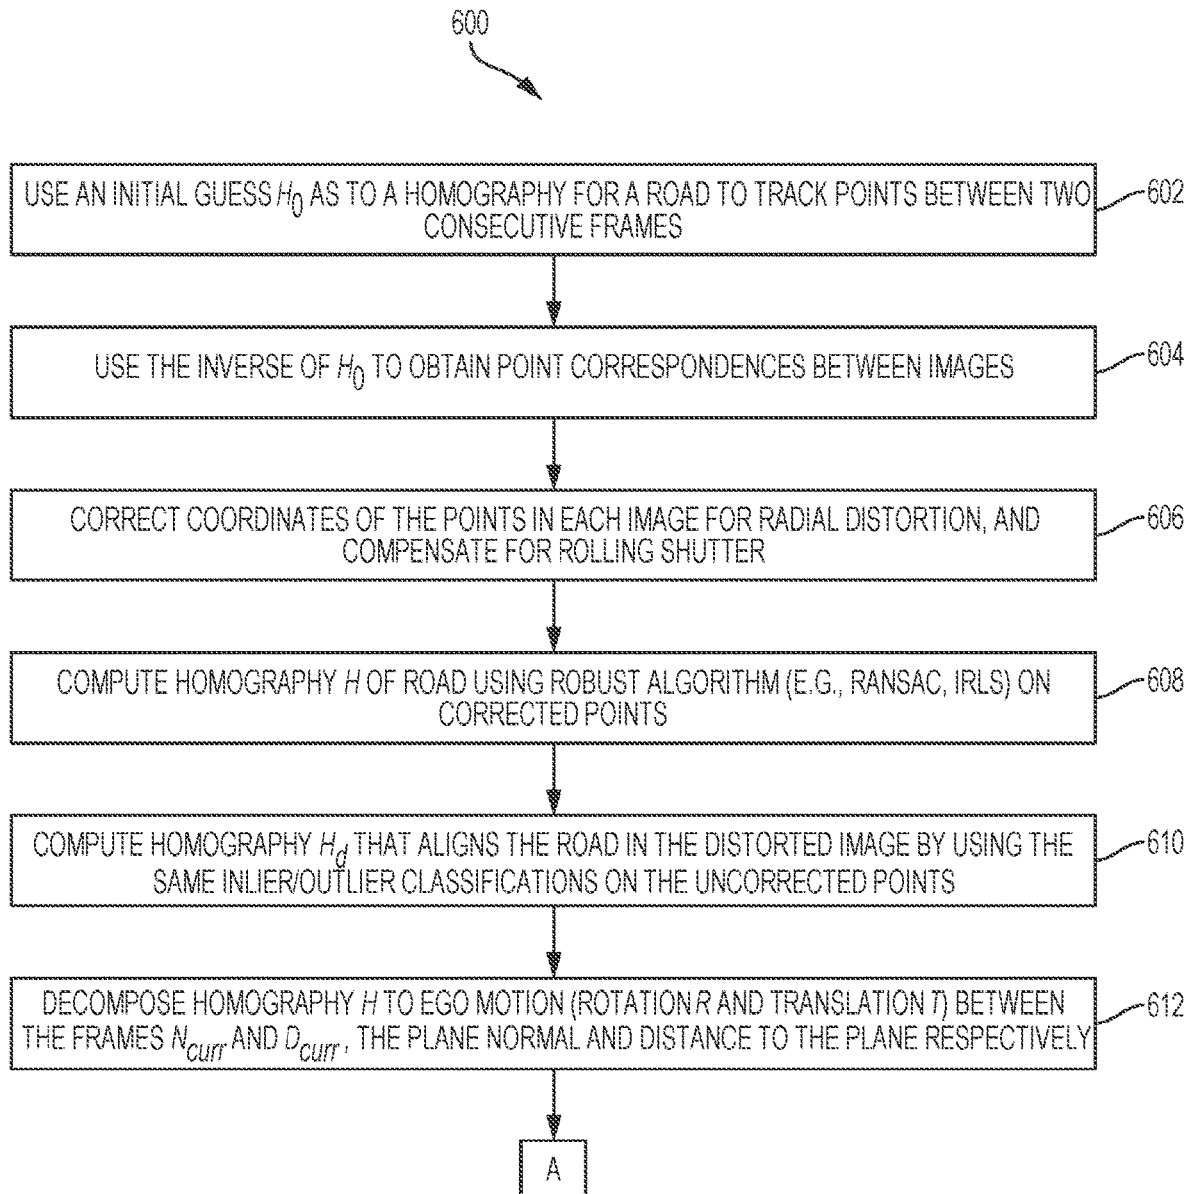 600
USE AN INITIAL GUESS H0 AS TO A HOMOGRAPHY FOR A ROAD TO TRACK POINTS BETWEEN TWO
CONSECUTIVE FRAMES
602
USE THE INVERSE OF H0 TO OBTAIN POINT CORRESPONDENCES BETWEEN IMAGES
604
CORRECT COORDINATES OF THE POINTS IN EACH IMAGE FOR RADIAL DISTORTION, AND
COMPENSATE FOR ROLLING SHUTTER
606
COMPUTE HOMOGRAPHY H OF ROAD USING ROBUST ALGORITHM (E.G., RANSAC, IRLS) ON
CORRECTED POINTS
608
COMPUTE HOMOGRAPHY Hd THAT ALIGNS THE ROAD IN THE DISTORTED IMAGE BY USING THE
SAME INLIER/OUTLIER CLASSIFICATIONS ON THE UNCORRECTED POINTS
610
DECOMPOSE HOMOGRAPHY H TO EGO MOTION (ROTATION R AND TRANSLATION T) BETWEEN
THE FRAMES Ncurr AND Dcurr, THE PLANE NORMAL AND DISTANCE TO THE PLANE RESPECTIVELY
612
A